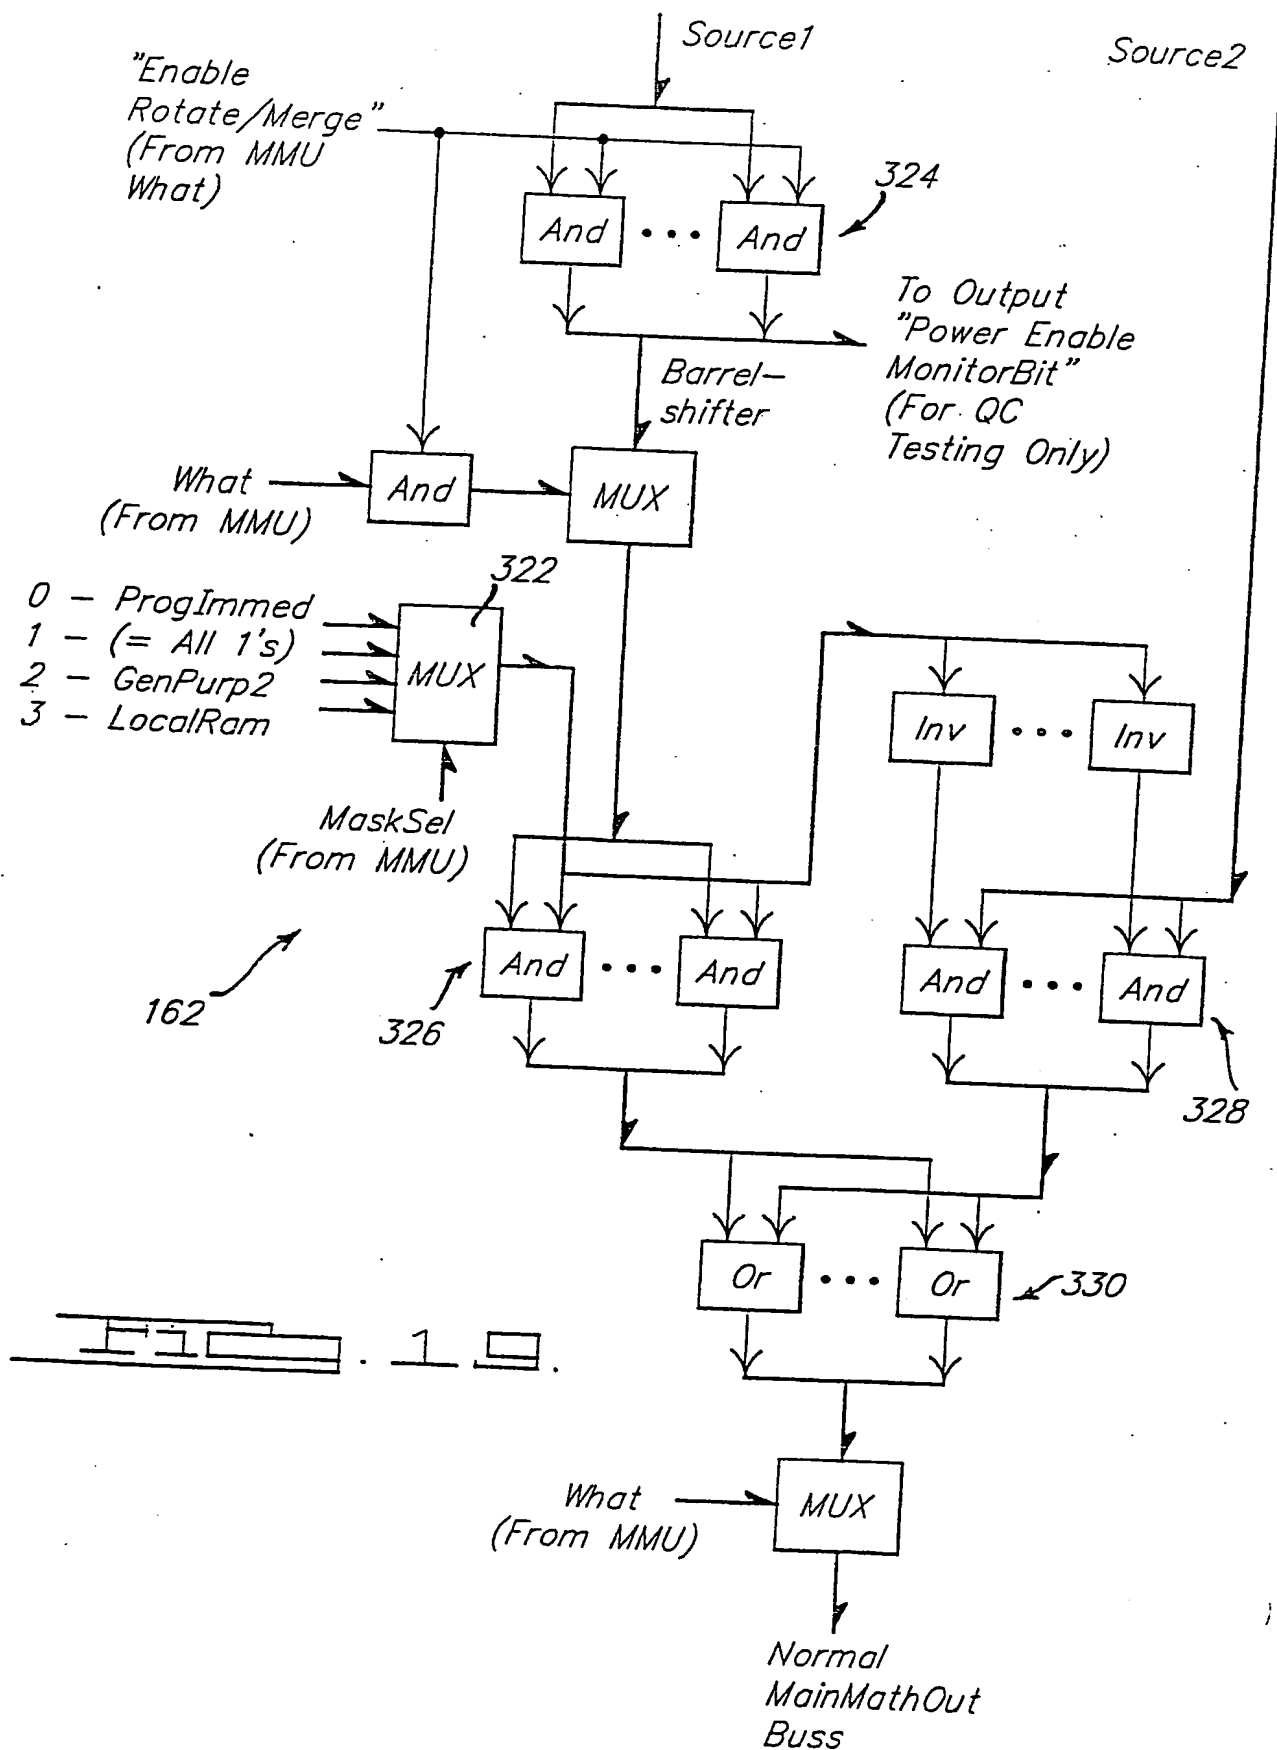 Source1
Source2
"Enable
Rotate/Merge"
(From MMU
What)
324
And
And
To Output
"Power Enable
MonitorBit"
(For QC
Testing Only)
Barrel-
shifter
What
(From MMU)
And
MUX
322
0 - ProgImmed
1 - (= All 1's)
2 - GenPurp2
3 - LocalRam
MUX
MaskSel
(From MMU)
Inv
Inv
And
And
And
And
162
326
328
Or
Or
330
What
(From MMU)
MUX
Normal
MainMathOut
Buss